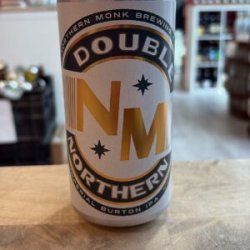 NORTHERN MONK BREWING
DOUBLE
NM
NORTHERN
BURTON IPA